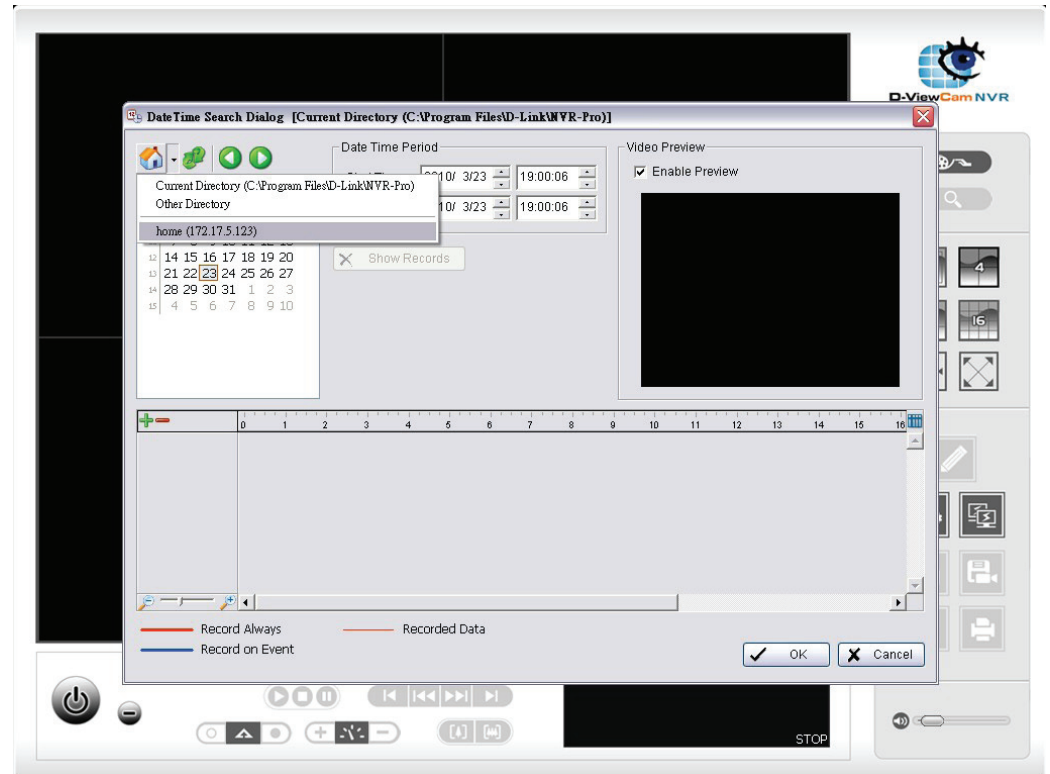 D-ViewCam NVR
DateTime Search Dialog [Current Directory (C:\Program Files\D-Link\NVR-Pro)]
Date Time Period
Video Preview
Enable Preview
10/ 3/23 19:00:06
Current Directory (C:\Program Files\D-Link\NVR-Pro)
Other Directory
10/ 3/23 19:00:06
home (172.17.5.123)
12 14 15 16 17 18 19 20
Show Records
13 21 22 23 24 25 26 27
14 28 29 30 31 1 2 3
15 4 5 6 7 8 9 10
4
16
0 1 2 3 4 5 6 7 8 9 10 11 12 13 14 15 16
Record Always
Recorded Data
Record on Event
OK
Cancel
STOP